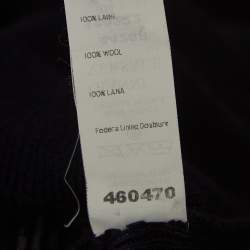 100% LAINE
100% WOOL
100% LANA
Fodera Lining Doublure
460470